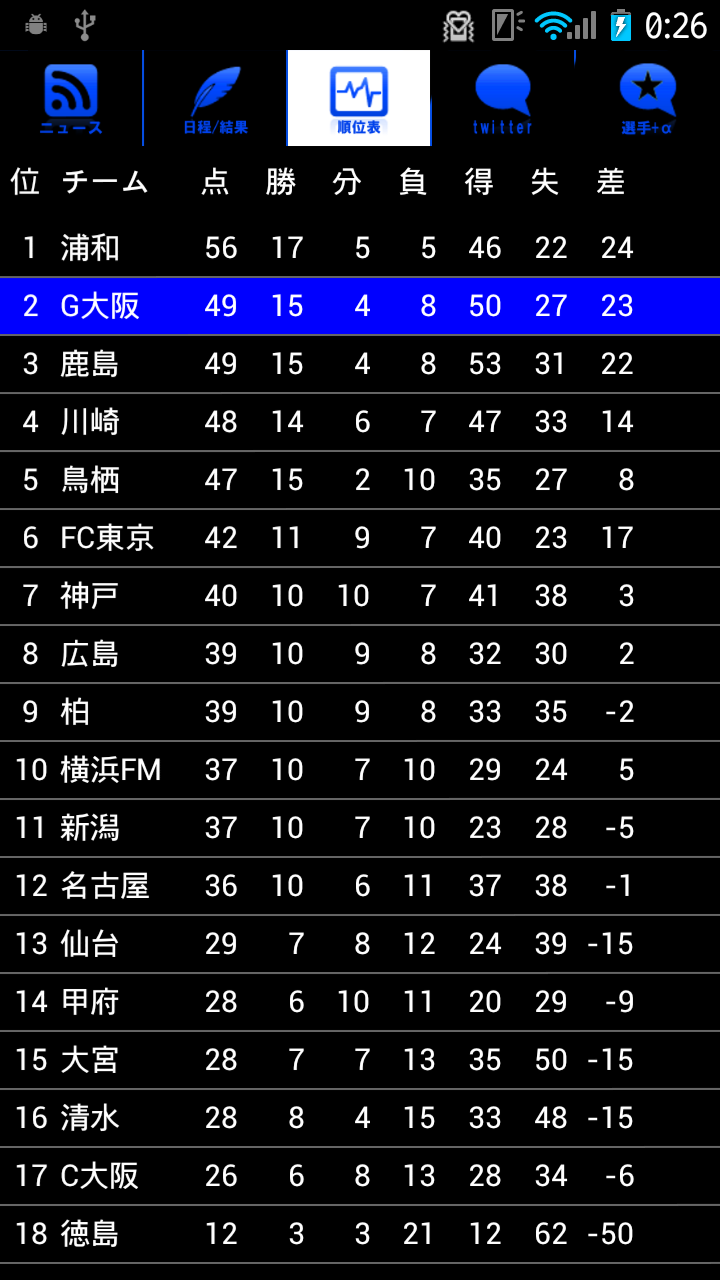 0:26
ニュース 日程/結果 順位表 twitter 選手+α
位 チーム 点 勝 分 負 得 失 差
1 浦和 56 17 5 5 46 22 24
2 G大阪 49 15 4 8 50 27 23
3 鹿島 49 15 4 8 53 31 22
4 川崎 48 14 6 7 47 33 14
5 鳥栖 47 15 2 10 35 27 8
6 FC東京 42 11 9 7 40 23 17
7 神戸 40 10 10 7 41 38 3
8 広島 39 10 9 8 32 30 2
9 柏 39 10 9 8 33 35 -2
10 横浜FM 37 10 7 10 29 24 5
11 新潟 37 10 7 10 23 28 -5
12 名古屋 36 10 6 11 37 38 -1
13 仙台 29 7 8 12 24 39 -15
14 甲府 28 6 10 11 20 29 -9
15 大宮 28 7 7 13 35 50 -15
16 清水 28 8 4 15 33 48 -15
17 C大阪 26 6 8 13 28 34 -6
18 徳島 12 3 3 21 12 62 -50